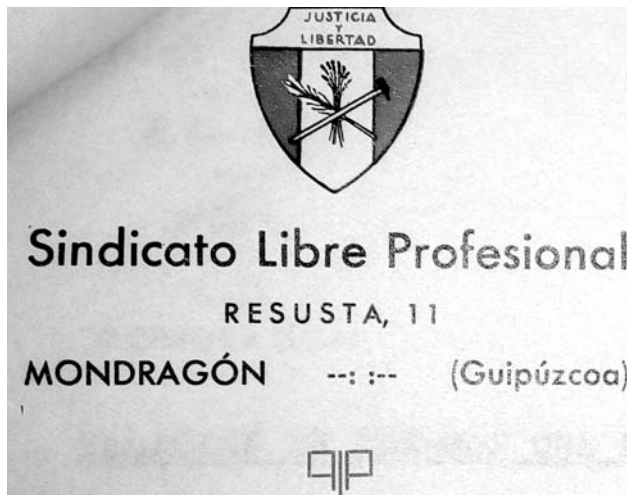 JUSTICIA
Y
LIBERTAD
Sindicato Libre Profesional
RESUSTA, 11
MONDRAGÓN --: :-- (Guipúzcoa)